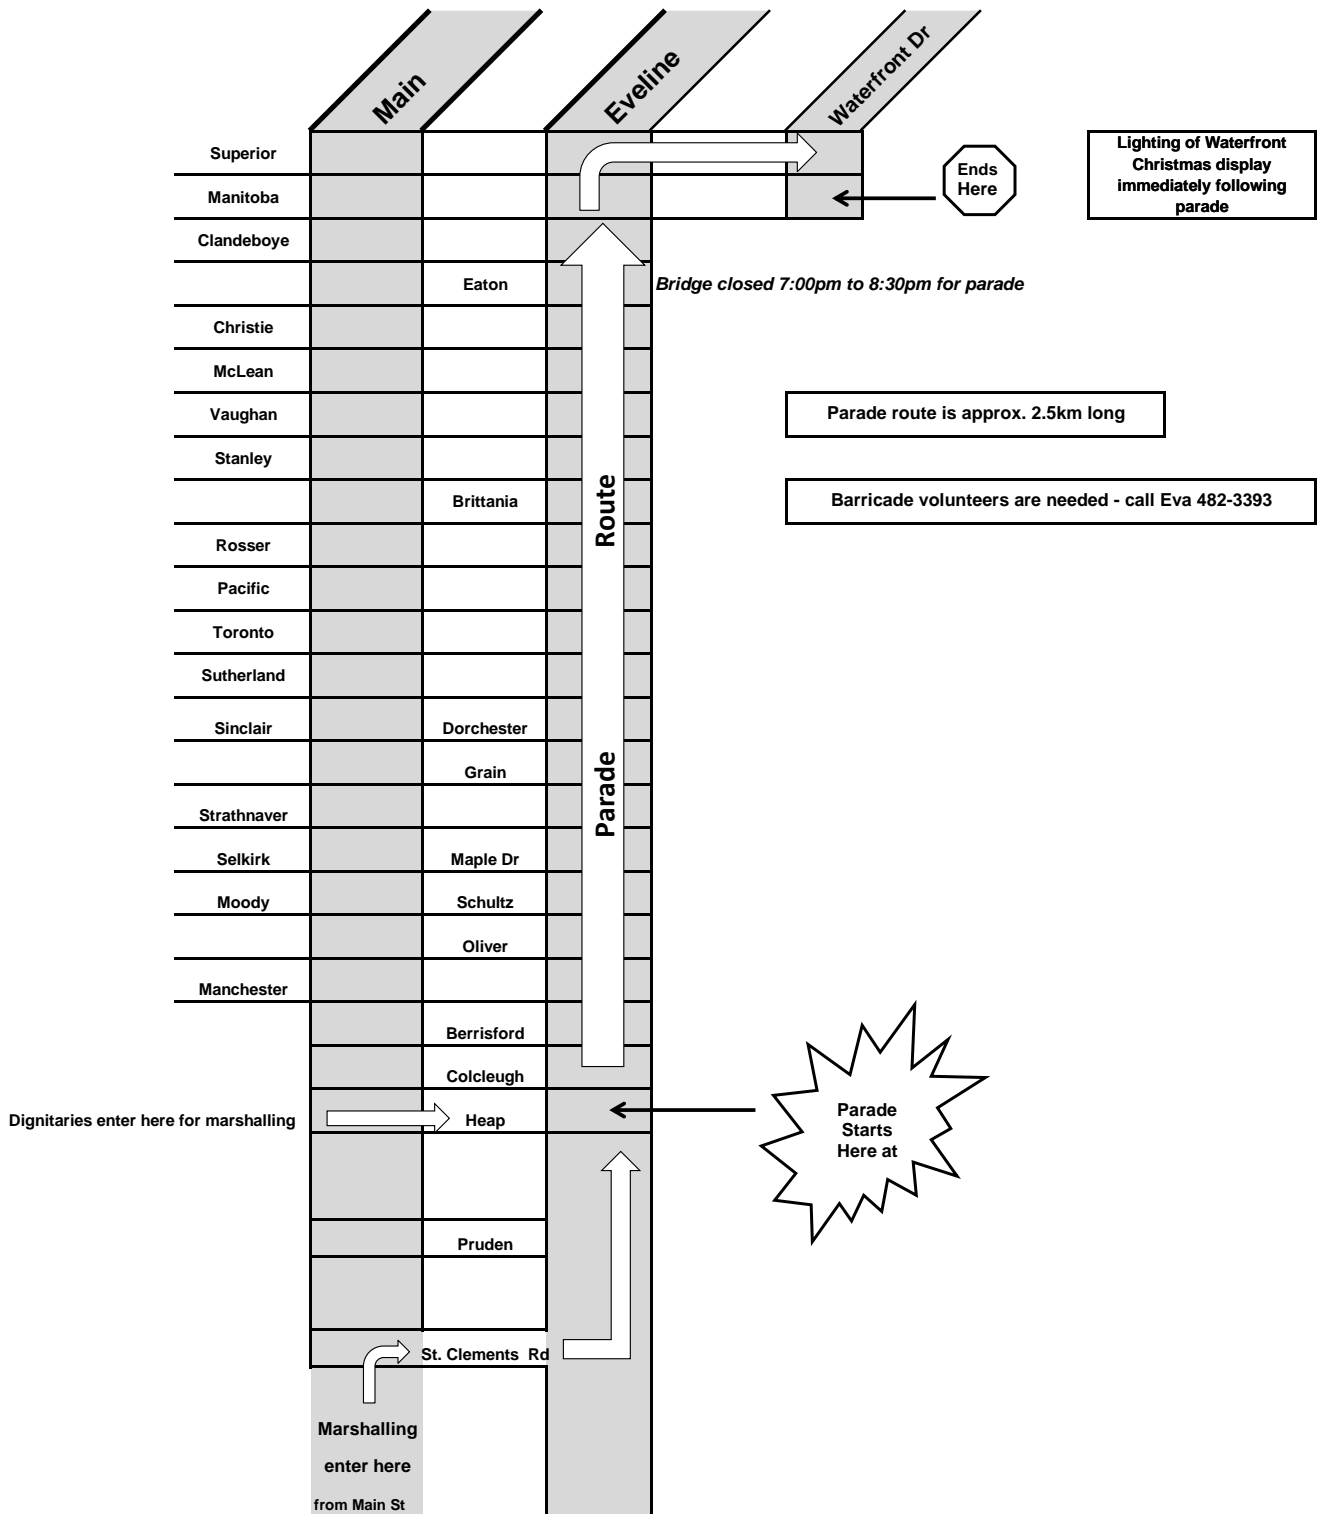 Main
Eveline
Waterfront Dr
Superior
Lighting of Waterfront
Christmas display
immediately following
parade
Ends
Here
Manitoba
Clandeboye
Eaton
Bridge closed 7:00pm to 8:30pm for parade
Christie
McLean
Vaughan
Parade route is approx. 2.5km long
Stanley
Brittania
Barricade volunteers are needed - call Eva 482-3393
Parade Route
Rosser
Pacific
Toronto
Sutherland
Sinclair
Dorchester
Grain
Strathnaver
Selkirk
Maple Dr
Moody
Schultz
Oliver
Manchester
Berrisford
Colcleugh
Dignitaries enter here for marshalling
Heap
Parade
Starts
Here at
Pruden
St. Clements Rd
Marshalling
enter here
from Main St